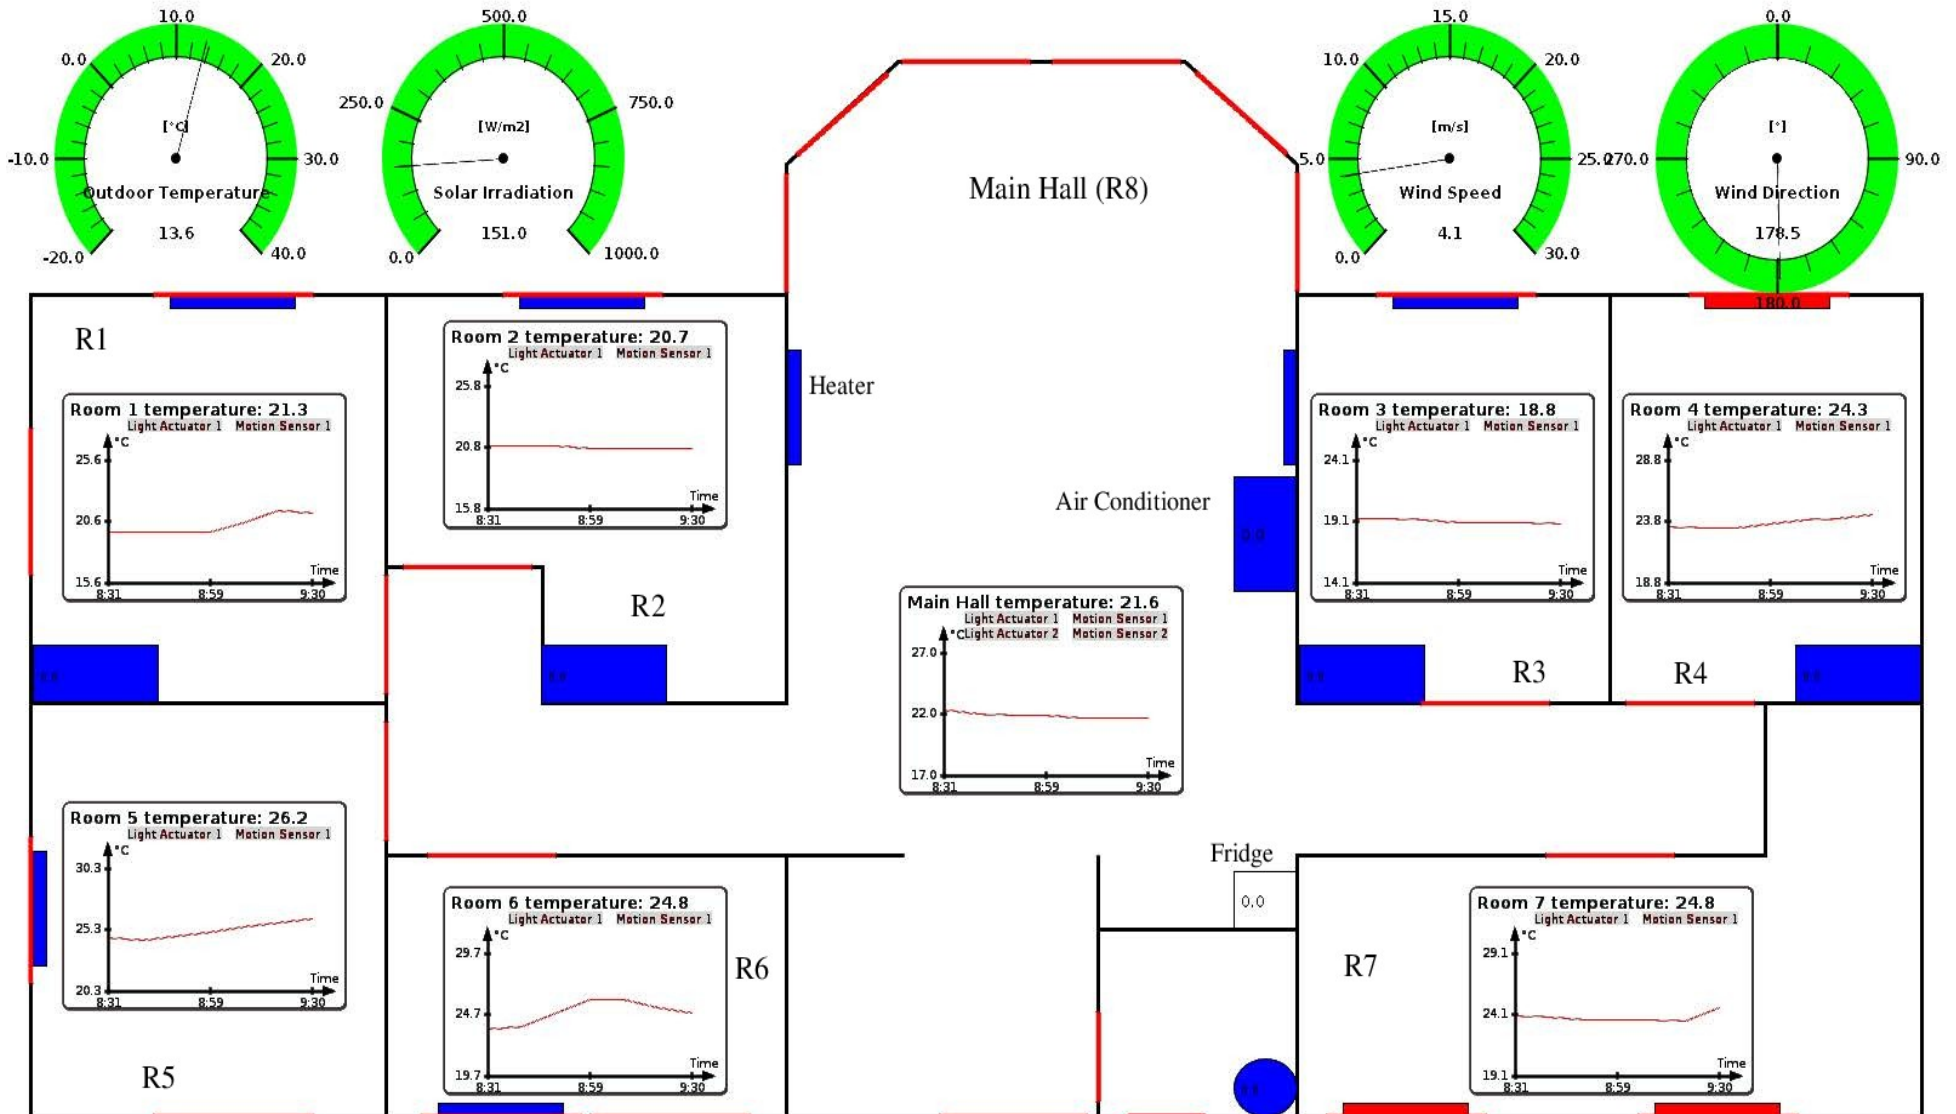 10.0
0.0
20.0
-10.0
30.0
[°C]
Outdoor Temperature
13.6
-20.0
40.0
500.0
250.0
750.0
[W/m2]
Solar Irradiation
151.0
0.0
1000.0
Main Hall (R8)
15.0
10.0
20.0
5.0
25.0
[m/s]
Wind Speed
4.1
0.0
30.0
0.0
270.0
90.0
[°]
Wind Direction
178.5
180.0
R1
Room 1 temperature: 21.3
Light Actuator 1 Motion Sensor 1
°C
25.6
20.6
15.6
Time
8:31 8:59 9:30
Room 2 temperature: 20.7
Light Actuator 1 Motion Sensor 1
°C
25.8
20.8
15.8
Time
8:31 8:59 9:30
R2
Heater
Air Conditioner
0.0
Main Hall temperature: 21.6
Light Actuator 1 Motion Sensor 1
°C Light Actuator 2 Motion Sensor 2
27.0
22.0
17.0
Time
8:31 8:59 9:30
Room 3 temperature: 18.8
Light Actuator 1 Motion Sensor 1
°C
24.1
19.1
14.1
Time
8:31 8:59 9:30
R3
Room 4 temperature: 24.3
Light Actuator 1 Motion Sensor 1
°C
28.8
23.8
18.8
Time
8:31 8:59 9:30
R4
Room 5 temperature: 26.2
Light Actuator 1 Motion Sensor 1
°C
30.3
25.3
20.3
Time
8:31 8:59 9:30
R5
Room 6 temperature: 24.8
Light Actuator 1 Motion Sensor 1
°C
29.7
24.7
19.7
Time
8:31 8:59 9:30
R6
Fridge
0.0
R7
Room 7 temperature: 24.8
Light Actuator 1 Motion Sensor 1
°C
29.1
24.1
19.1
Time
8:31 8:59 9:30